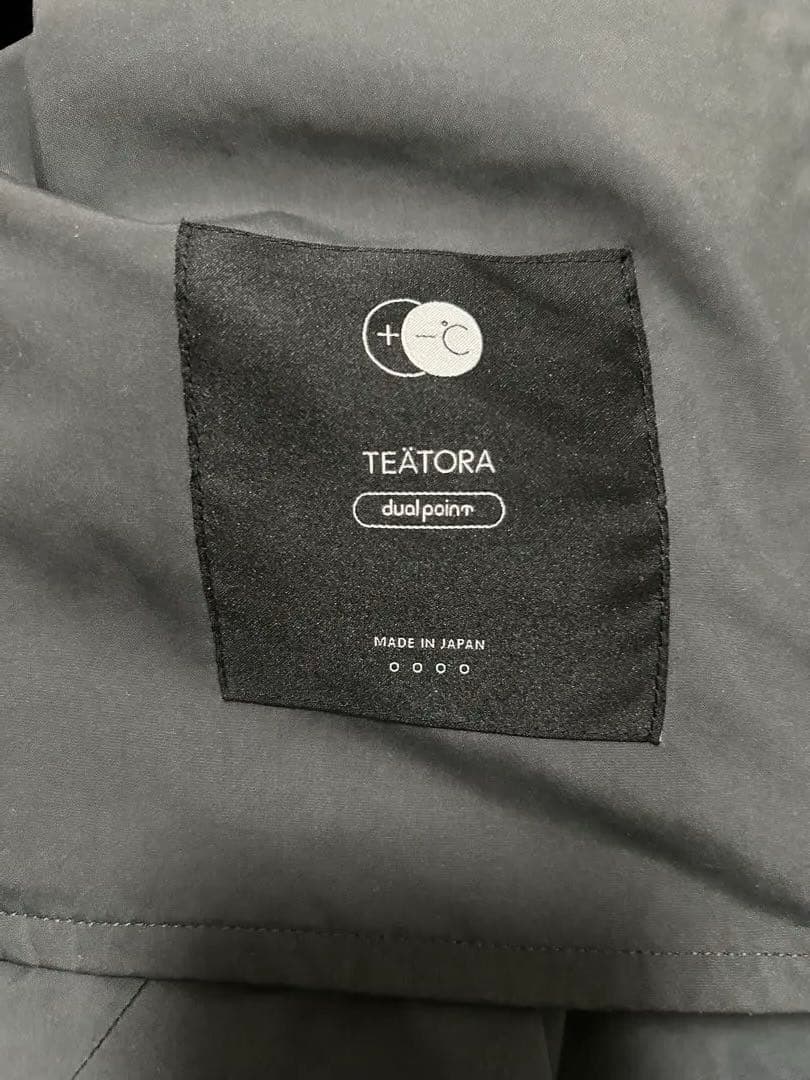 + −℃
TEÄTORA
dualpoint
MADE IN JAPAN
o o o o